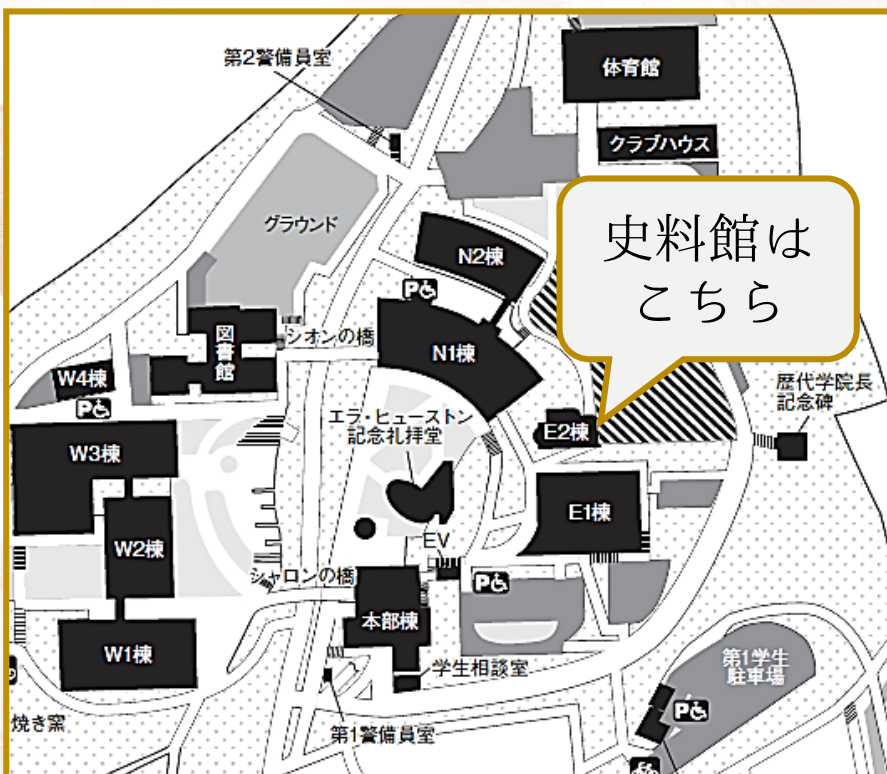 第2警備員室
体育館
クラブハウス
史料館は
こちら
グラウンド
N2棟
P
図書館
シオンの橋
N1棟
W4棟
P
エラ・ヒューストン
記念礼拝堂
歴代学院長
記念碑
E2棟
W3棟
E1棟
W2棟
EV
シャロンの橋
P
本部棟
W1棟
学生相談室
第1学生
駐車場
P
焼き窯
第1警備員室